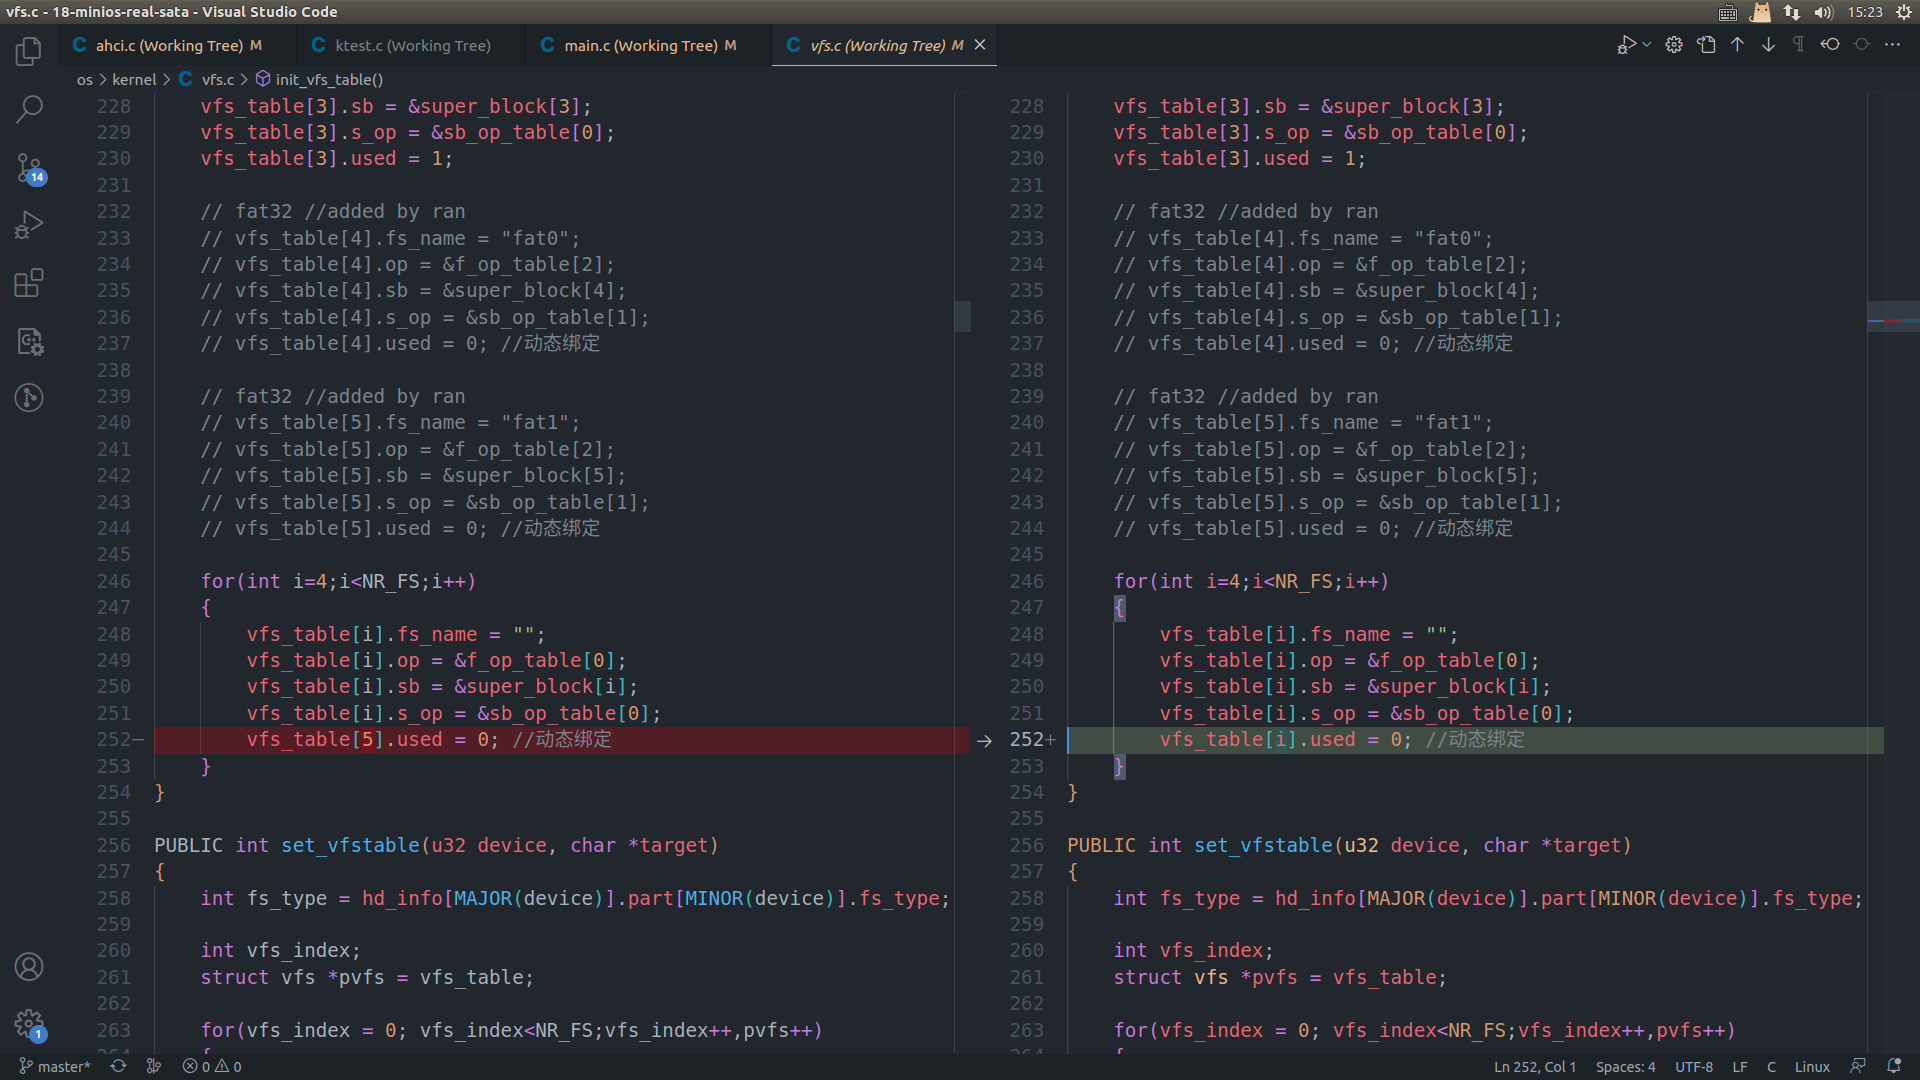 vfs.c - 18-minios-real-sata - Visual Studio Code
15:23
ahci.c (Working Tree) M
ktest.c (Working Tree)
main.c (Working Tree) M
vfs.c (Working Tree) M
os > kernel > C vfs.c > init_vfs_table()
228 vfs_table[3].sb = &super_block[3];
229 vfs_table[3].s_op = &sb_op_table[0];
230 vfs_table[3].used = 1;
231
232 // fat32 //added by ran
233 // vfs_table[4].fs_name = "fat0";
234 // vfs_table[4].op = &f_op_table[2];
235 // vfs_table[4].sb = &super_block[4];
236 // vfs_table[4].s_op = &sb_op_table[1];
237 // vfs_table[4].used = 0; //动态绑定
238
239 // fat32 //added by ran
240 // vfs_table[5].fs_name = "fat1";
241 // vfs_table[5].op = &f_op_table[2];
242 // vfs_table[5].sb = &super_block[5];
243 // vfs_table[5].s_op = &sb_op_table[1];
244 // vfs_table[5].used = 0; //动态绑定
245
246 for(int i=4;i<NR_FS;i++)
247 {
248 vfs_table[i].fs_name = "";
249 vfs_table[i].op = &f_op_table[0];
250 vfs_table[i].sb = &super_block[i];
251 vfs_table[i].s_op = &sb_op_table[0];
252− vfs_table[5].used = 0; //动态绑定
253 }
254 }
255
256 PUBLIC int set_vfstable(u32 device, char *target)
257 {
258 int fs_type = hd_info[MAJOR(device)].part[MINOR(device)].fs_type;
259
260 int vfs_index;
261 struct vfs *pvfs = vfs_table;
262
263 for(vfs_index = 0; vfs_index<NR_FS;vfs_index++,pvfs++)
264 {
228 vfs_table[3].sb = &super_block[3];
229 vfs_table[3].s_op = &sb_op_table[0];
230 vfs_table[3].used = 1;
231
232 // fat32 //added by ran
233 // vfs_table[4].fs_name = "fat0";
234 // vfs_table[4].op = &f_op_table[2];
235 // vfs_table[4].sb = &super_block[4];
236 // vfs_table[4].s_op = &sb_op_table[1];
237 // vfs_table[4].used = 0; //动态绑定
238
239 // fat32 //added by ran
240 // vfs_table[5].fs_name = "fat1";
241 // vfs_table[5].op = &f_op_table[2];
242 // vfs_table[5].sb = &super_block[5];
243 // vfs_table[5].s_op = &sb_op_table[1];
244 // vfs_table[5].used = 0; //动态绑定
245
246 for(int i=4;i<NR_FS;i++)
247 {
248 vfs_table[i].fs_name = "";
249 vfs_table[i].op = &f_op_table[0];
250 vfs_table[i].sb = &super_block[i];
251 vfs_table[i].s_op = &sb_op_table[0];
252+ vfs_table[i].used = 0; //动态绑定
253 }
254 }
255
256 PUBLIC int set_vfstable(u32 device, char *target)
257 {
258 int fs_type = hd_info[MAJOR(device)].part[MINOR(device)].fs_type;
259
260 int vfs_index;
261 struct vfs *pvfs = vfs_table;
262
263 for(vfs_index = 0; vfs_index<NR_FS;vfs_index++,pvfs++)
264 {
14
1
master* 0 0
Ln 252, Col 1 Spaces: 4 UTF-8 LF C Linux